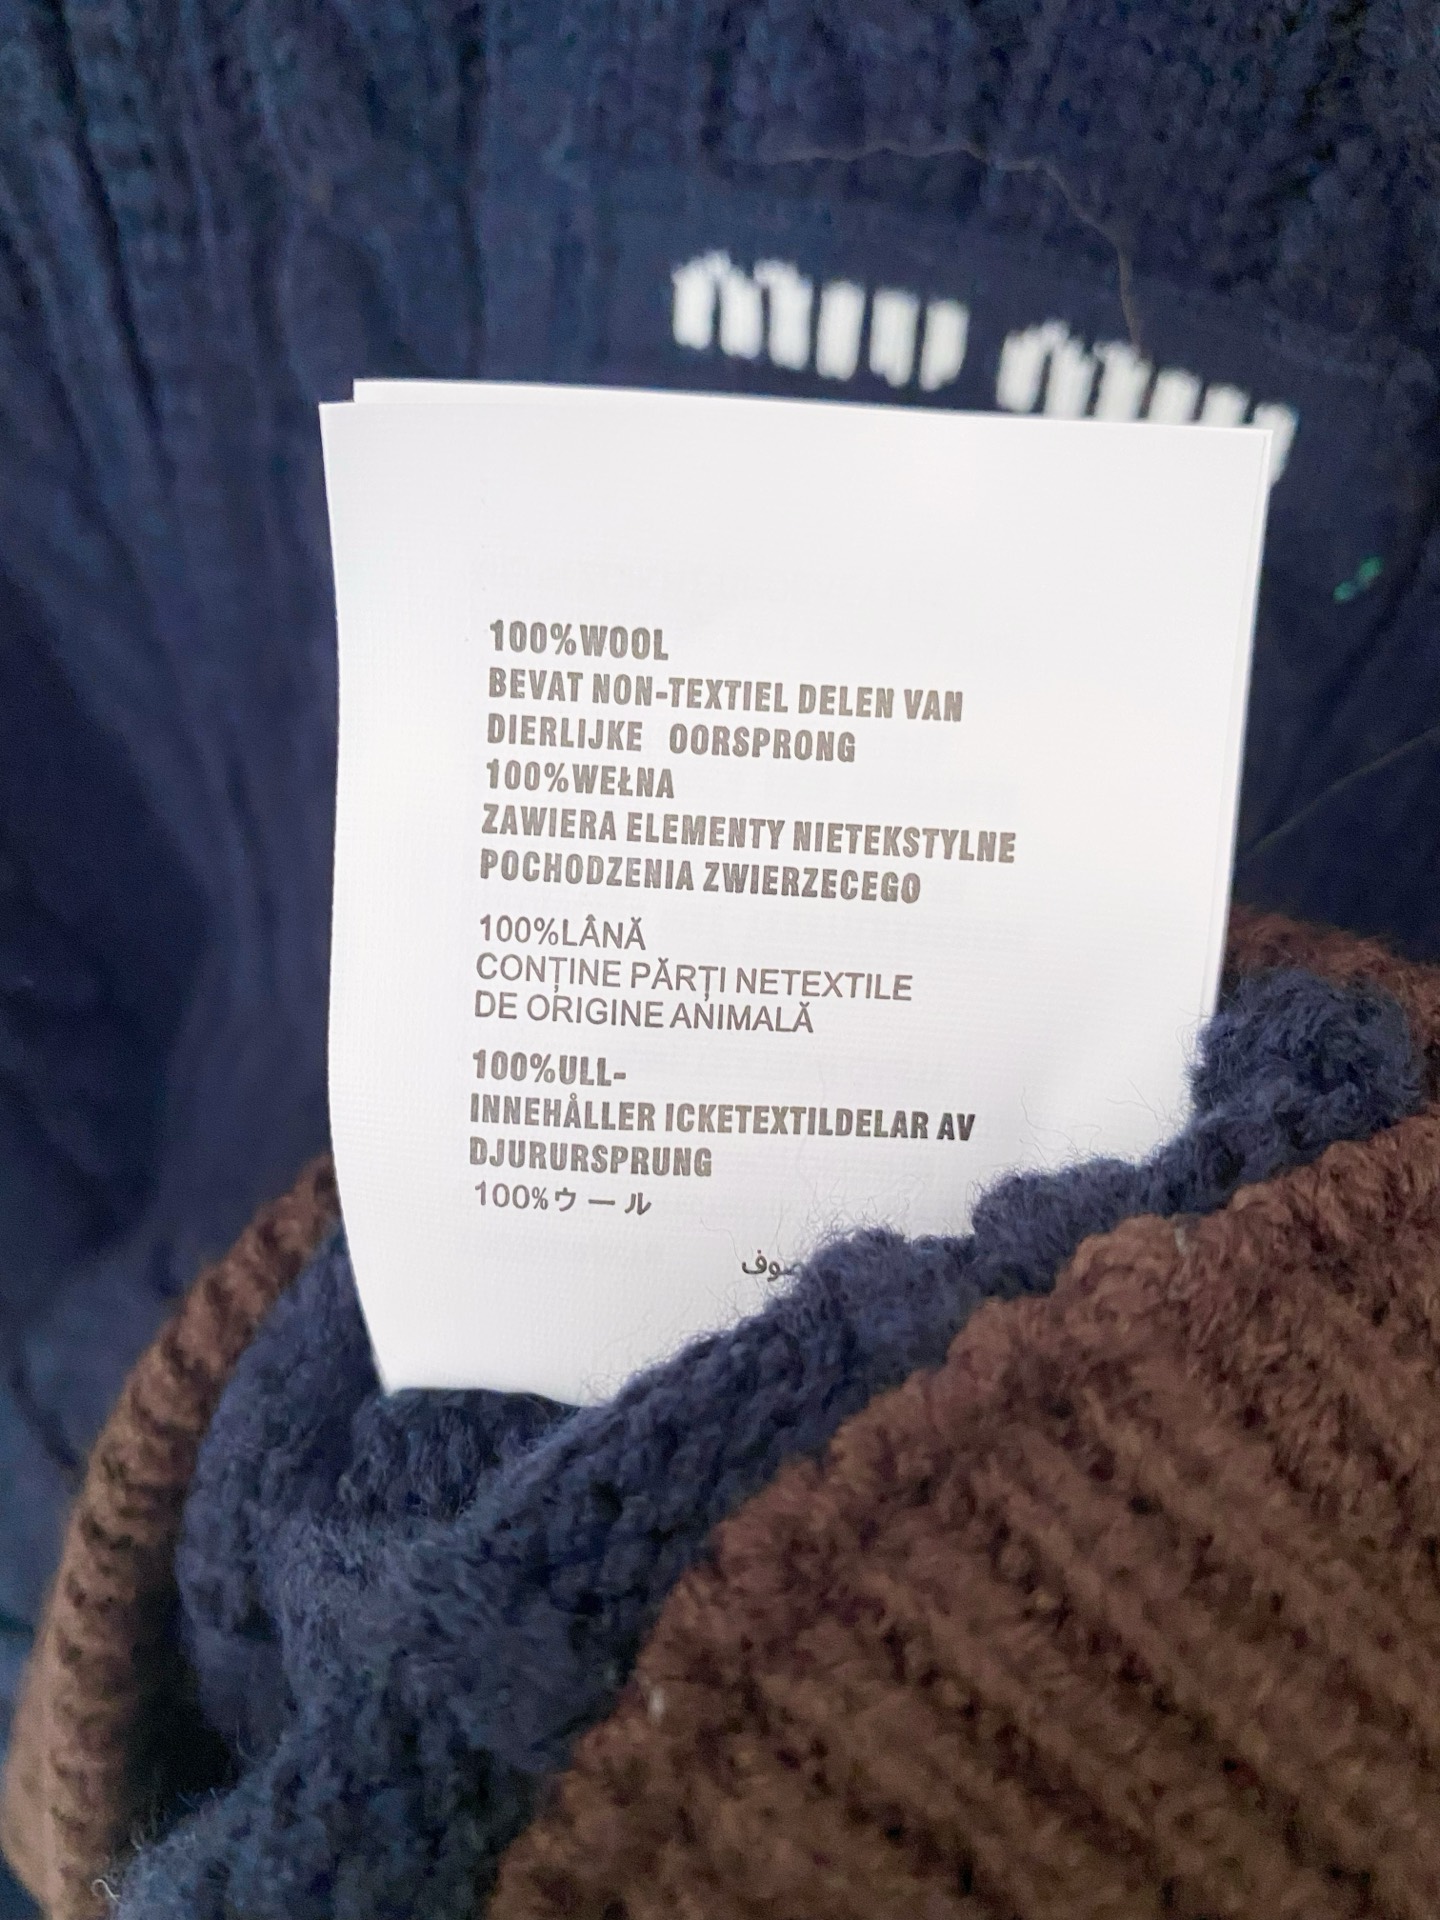 miu miu
100%WOOL
BEVAT NON-TEXTIEL DELEN VAN
DIERLIJKE OORSPRONG
100%WEŁNA
ZAWIERA ELEMENTY NIETEKSTYLNE
POCHODZENIA ZWIERZECEGO
100%LÂNĂ
CONȚINE PĂRȚI NETEXTILE
DE ORIGINE ANIMALĂ
100%ULL-
INNEHÅLLER ICKETEXTILDELAR AV
DJURURSPRUNG
100%ウール
صوف